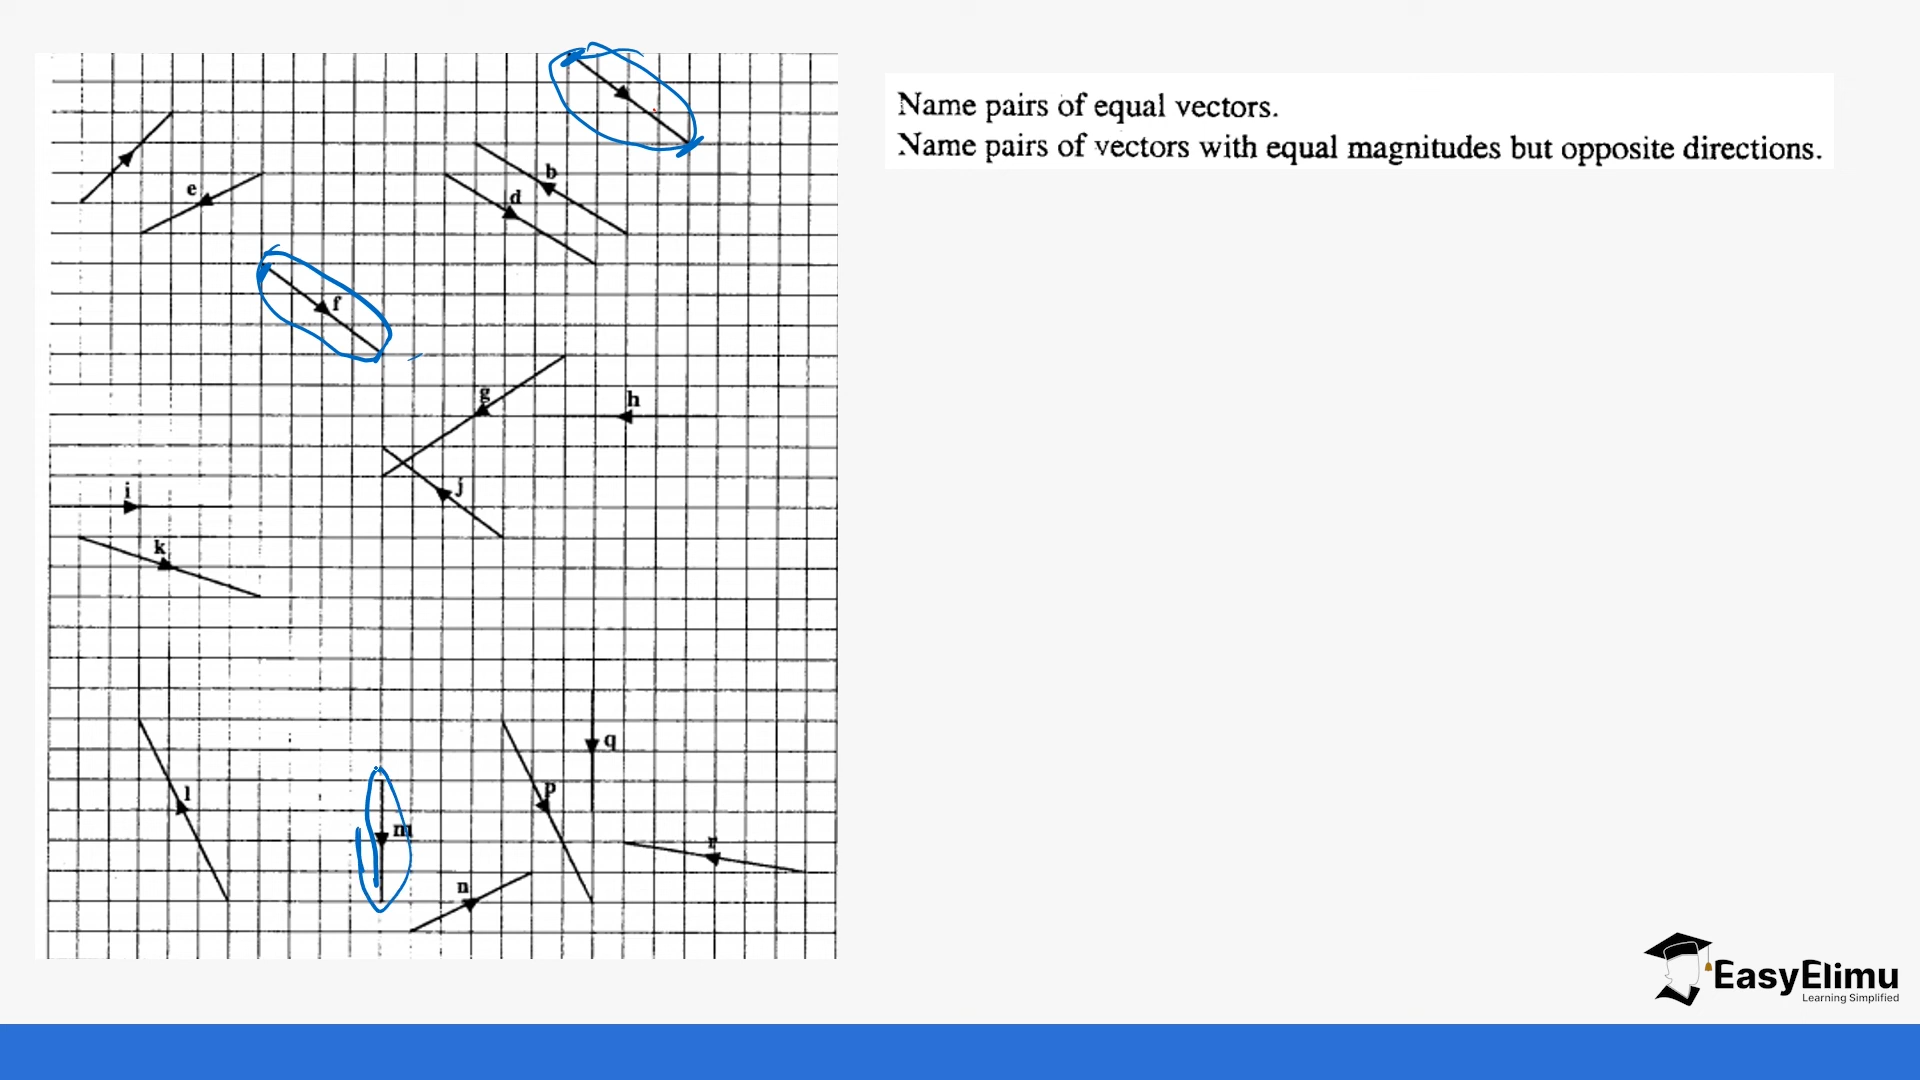 Name pairs of equal vectors.
Name pairs of vectors with equal magnitudes but opposite directions.
b
e
d
f
g
h
j
i
k
q
p
l
m
r
n
EasyElimu
Learning Simplified